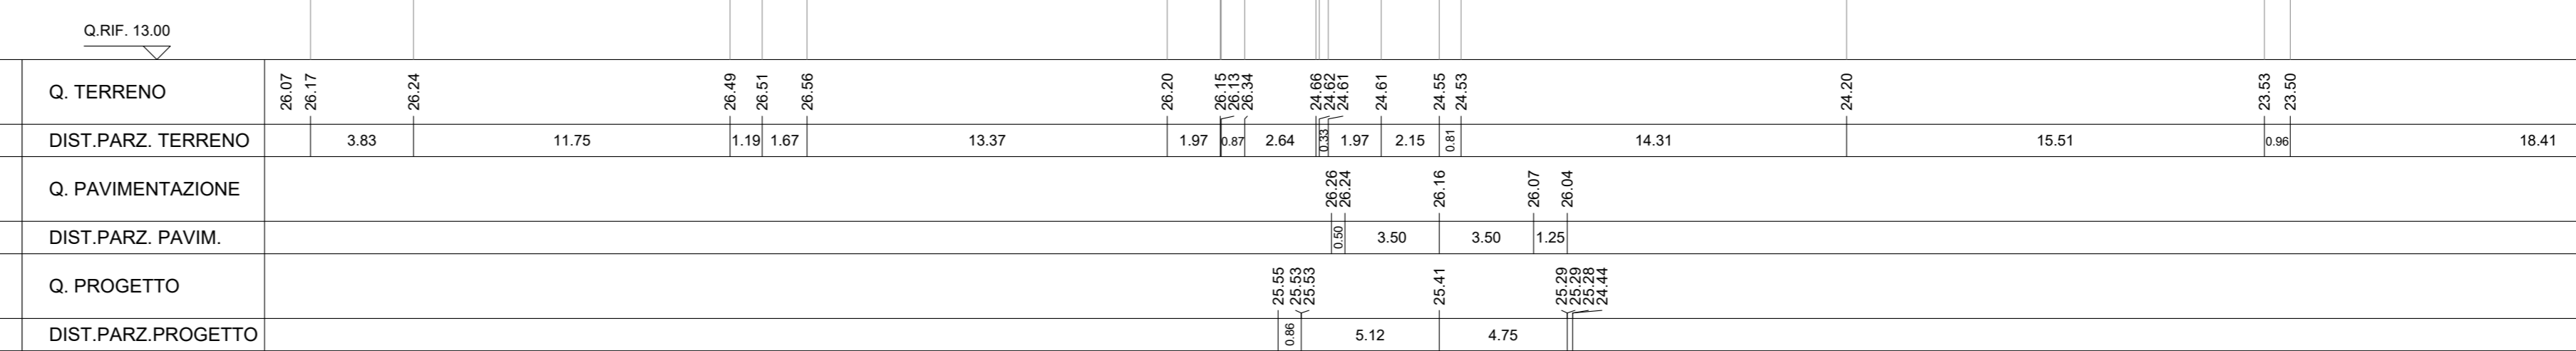 Q.RIF. 13.00
Q. TERRENO 26.07 26.17 26.24 26.49 26.51 26.56 26.20 26.15 26.13 26.34 24.66 24.62 24.61 24.61 24.55 24.53 24.20 23.53 23.50
DIST.PARZ. TERRENO 3.83 11.75 1.19 1.67 13.37 1.97 0.87 2.64 0.33 1.97 2.15 0.81 14.31 15.51 0.96 18.41
Q. PAVIMENTAZIONE 26.26 26.24 26.16 26.07 26.04
DIST.PARZ. PAVIM. 0.50 3.50 3.50 1.25
Q. PROGETTO 25.55 25.53 25.53 25.41 25.29 25.29 25.28 24.44
DIST.PARZ.PROGETTO 0.86 5.12 4.75